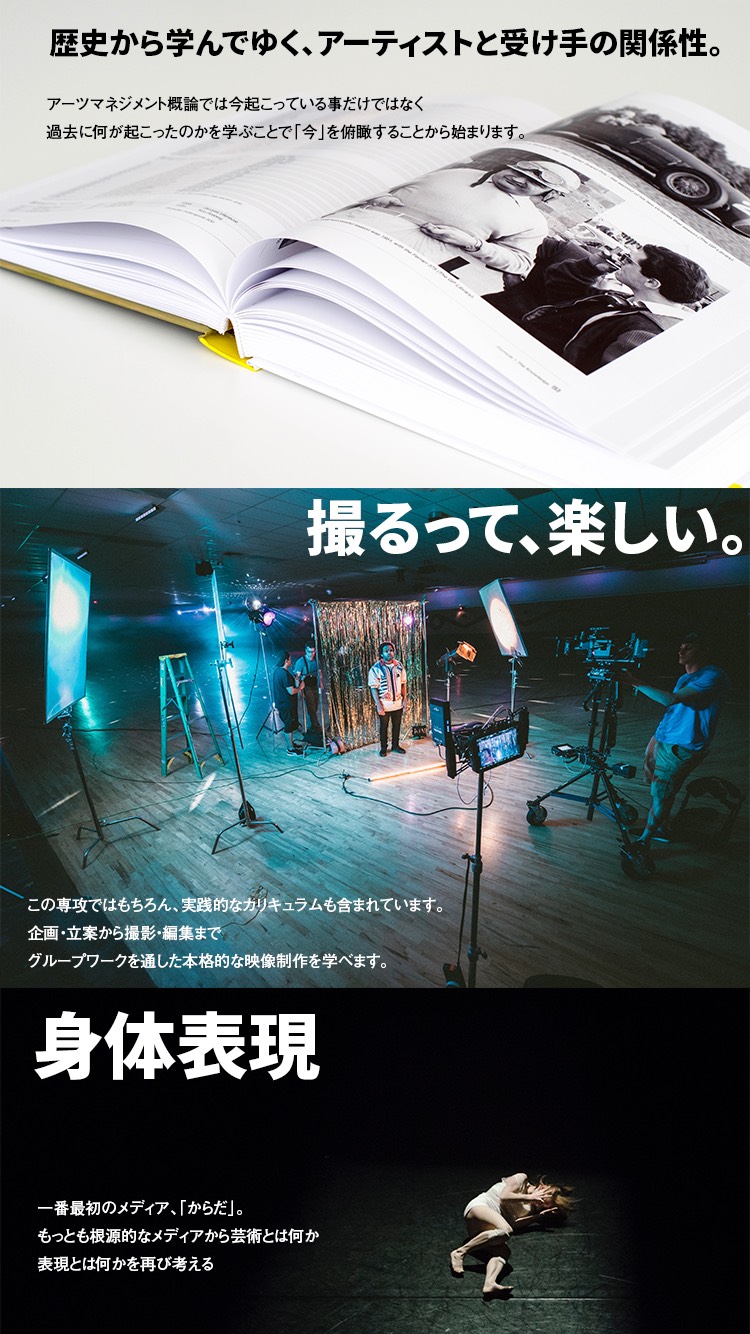 歴史から学んでゆく、アーティストと受け手の関係性。
アーツマネジメント概論では今起こっている事だけではなく
過去に何が起こったのかを学ぶことで「今」を俯瞰することから始まります。
撮るって、楽しい。
この専攻ではもちろん、実践的なカリキュラムも含まれています。
企画・立案から撮影・編集まで
グループワークを通した本格的な映像制作を学べます。
身体表現
一番最初のメディア、「からだ」。
もっとも根源的なメディアから芸術とは何か
表現とは何かを再び考える